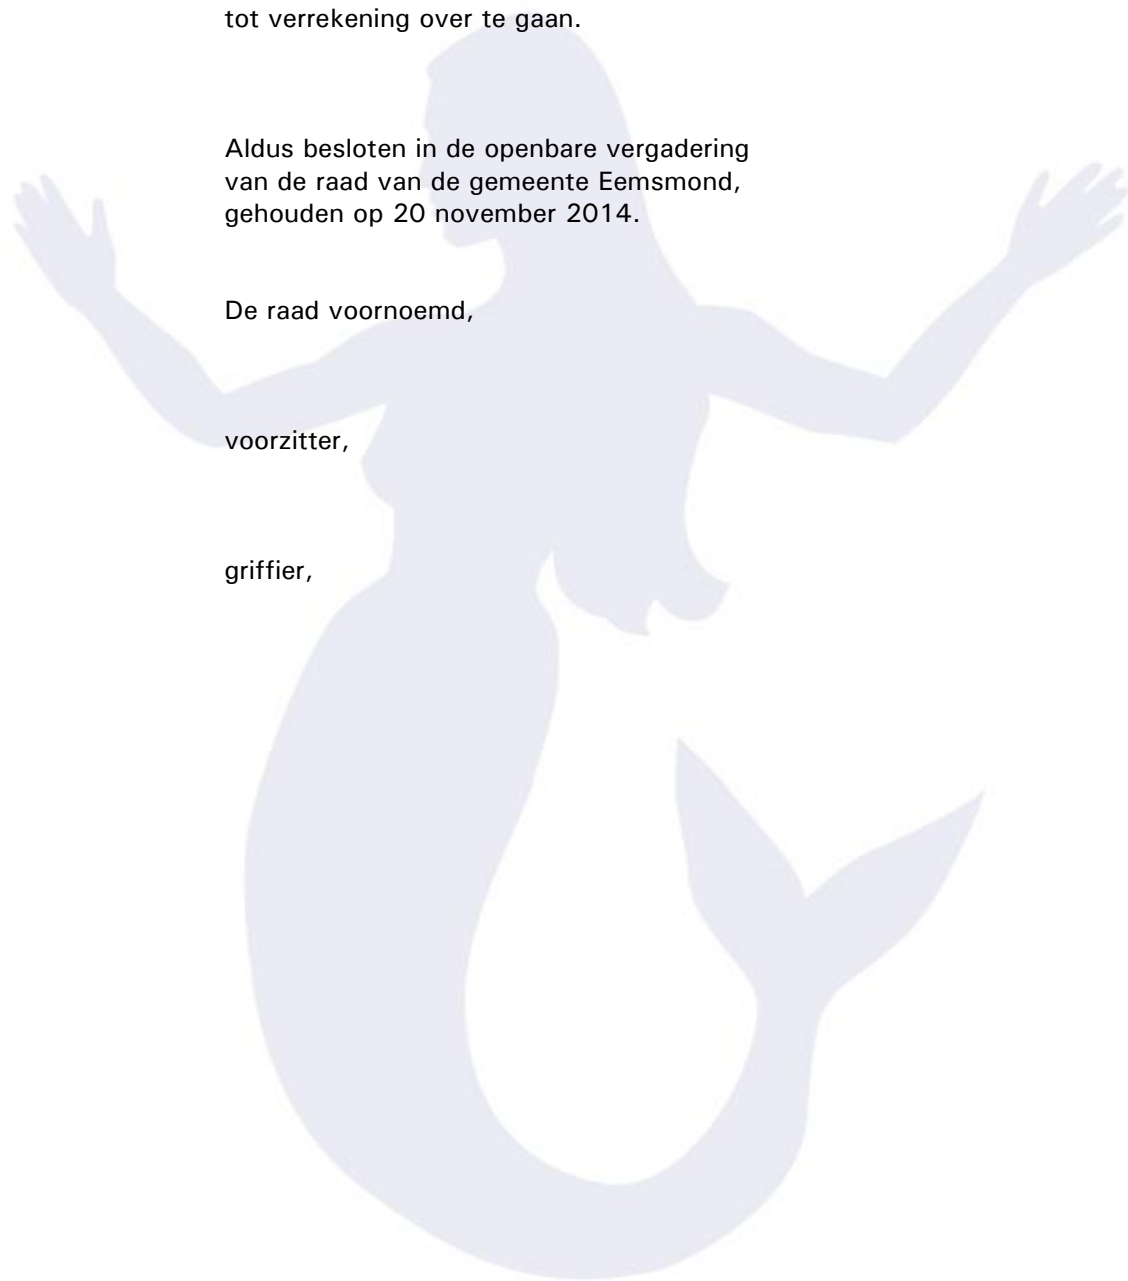 tot verrekening over te gaan.
Aldus besloten in de openbare vergadering
van de raad van de gemeente Eemsmond,
gehouden op 20 november 2014.
De raad voornoemd,
voorzitter,
griffier,